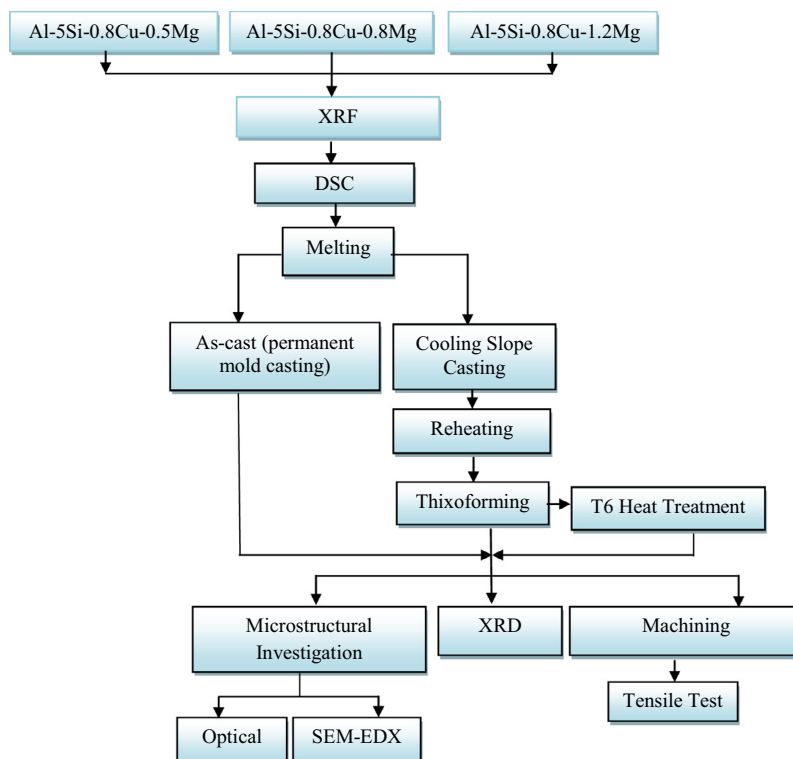 Al-5Si-0.8Cu-0.5Mg
Al-5Si-0.8Cu-0.8Mg
Al-5Si-0.8Cu-1.2Mg
XRF
DSC
Melting
As-cast (permanent
mold casting)
Cooling Slope
Casting
Reheating
Thixoforming
T6 Heat Treatment
Microstructural
Investigation
XRD
Machining
Tensile Test
Optical
SEM-EDX